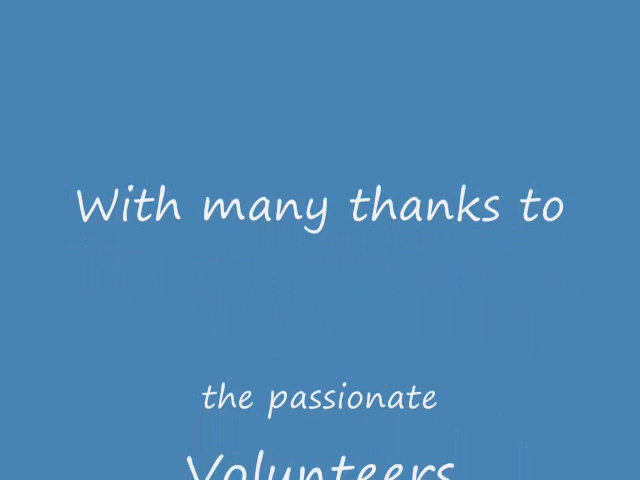 With many thanks to
the passionate
Volunteers